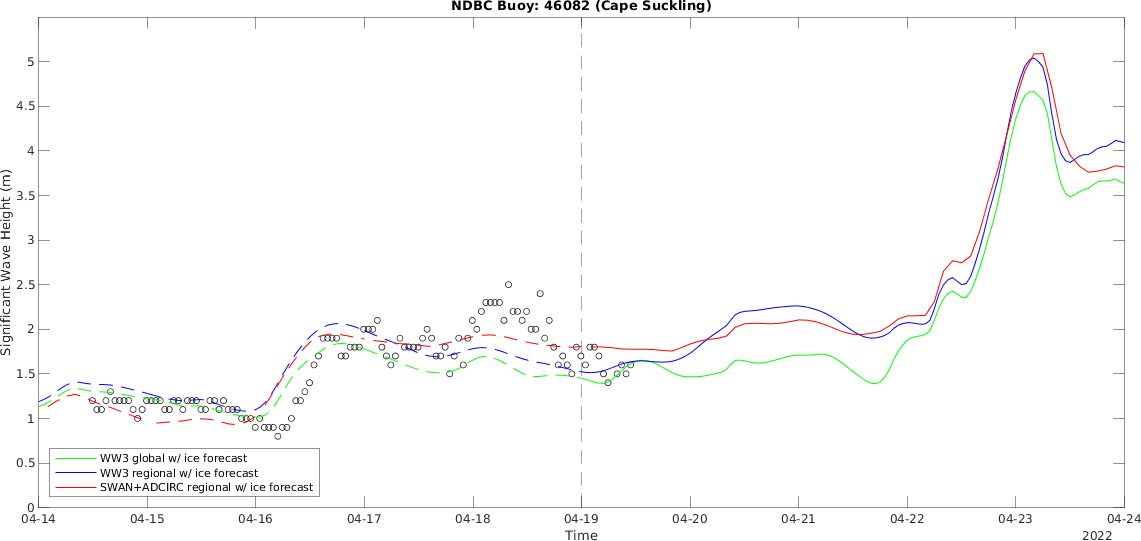 NDBC Buoy: 46082 (Cape Suckling)
Significant Wave Height (m)
5
4.5
4
3.5
3
2.5
2
1.5
1
0.5
0
WW3 global w/ ice forecast
WW3 regional w/ ice forecast
SWAN+ADCIRC regional w/ ice forecast
04-14 04-15 04-16 04-17 04-18 04-19 04-20 04-21 04-22 04-23 04-24
Time
2022